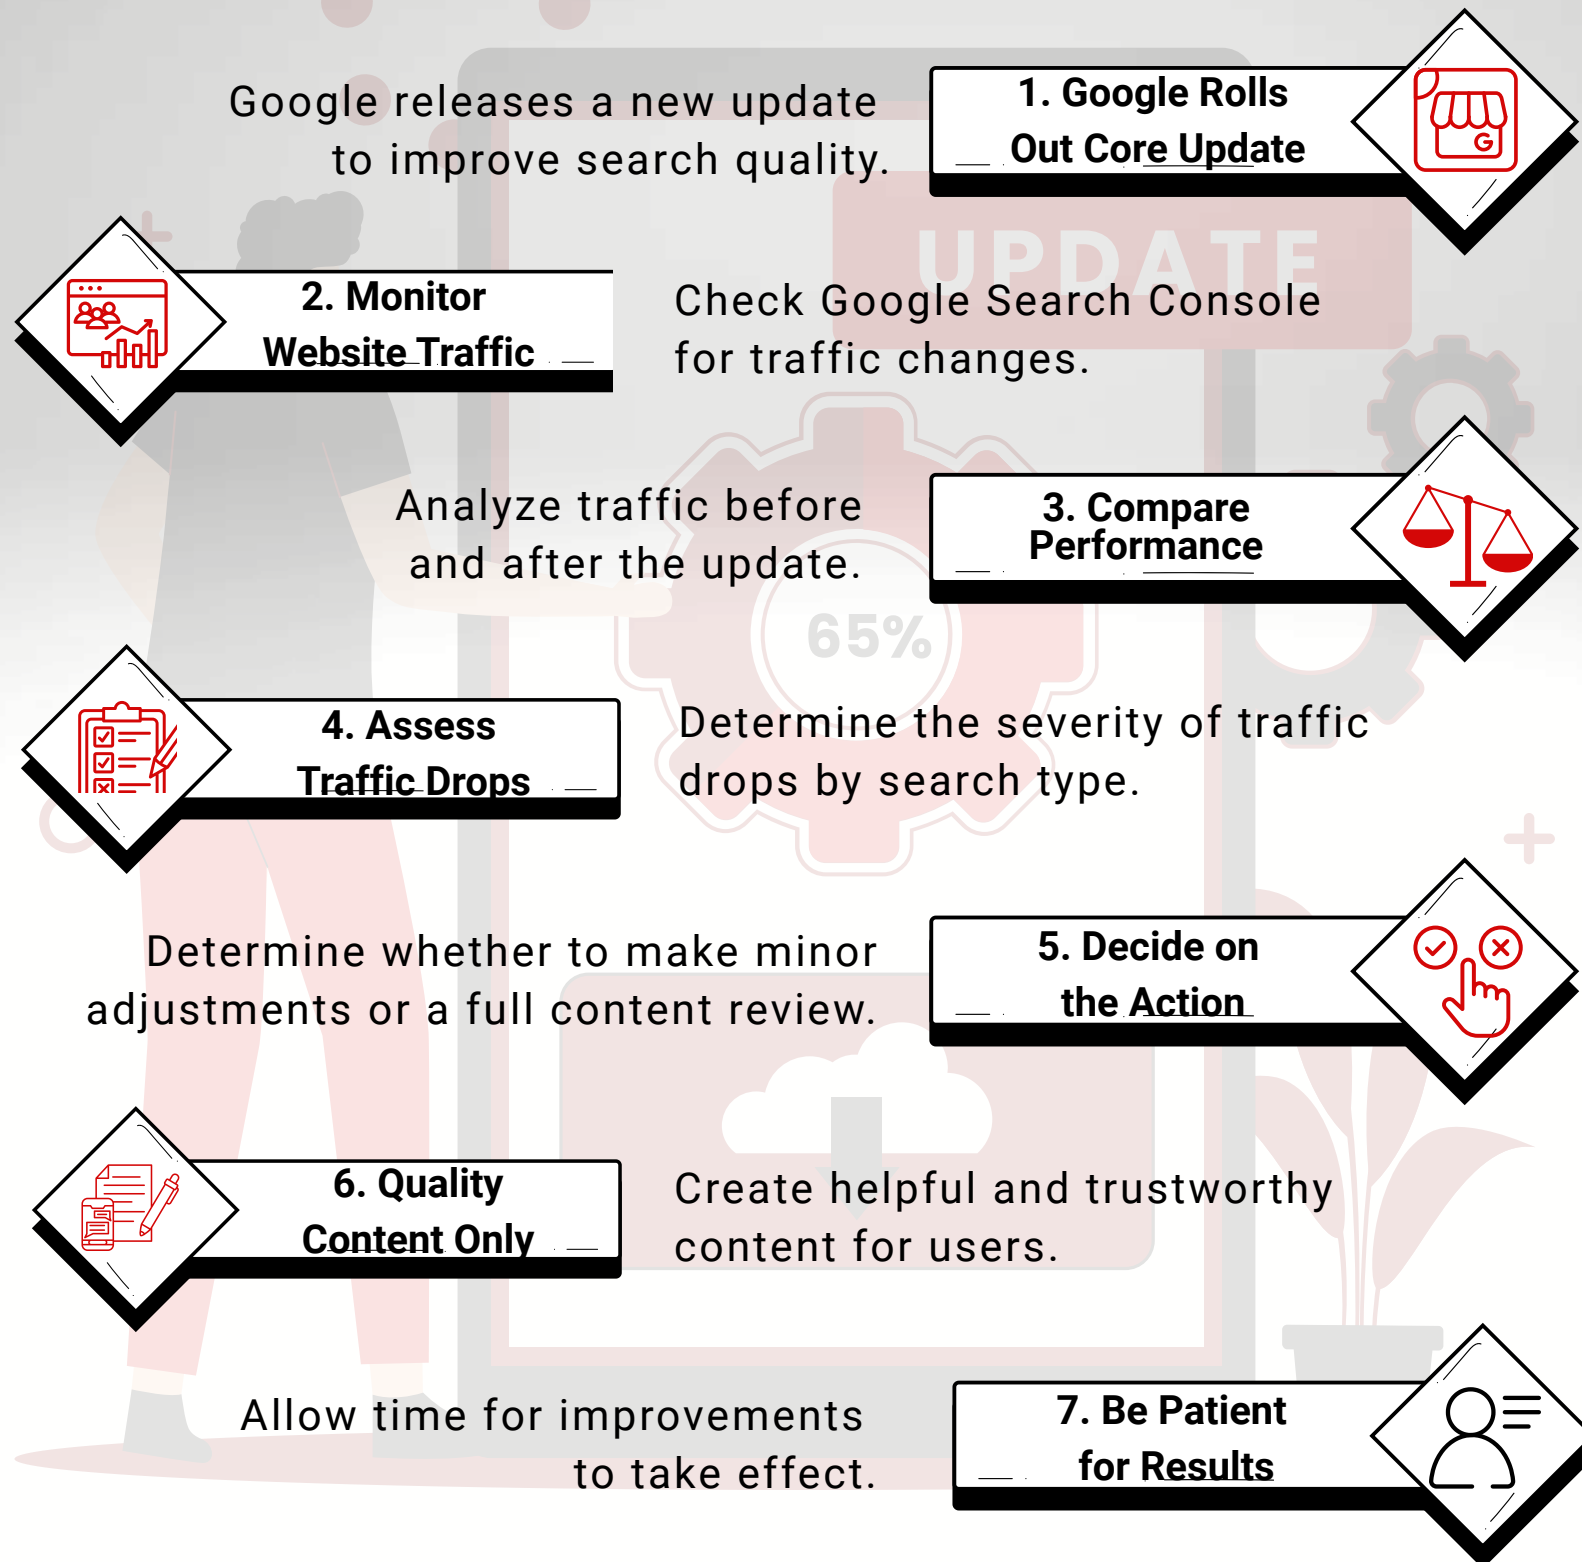 1. Google Rolls
Out Core Update
Google releases a new update
to improve search quality.
UPDATE
2. Monitor
Website Traffic
Check Google Search Console
for traffic changes.
3. Compare
Performance
Analyze traffic before
and after the update.
65%
4. Assess
Traffic Drops
Determine the severity of traffic
drops by search type.
5. Decide on
the Action
Determine whether to make minor
adjustments or a full content review.
6. Quality
Content Only
Create helpful and trustworthy
content for users.
7. Be Patient
for Results
Allow time for improvements
to take effect.
G